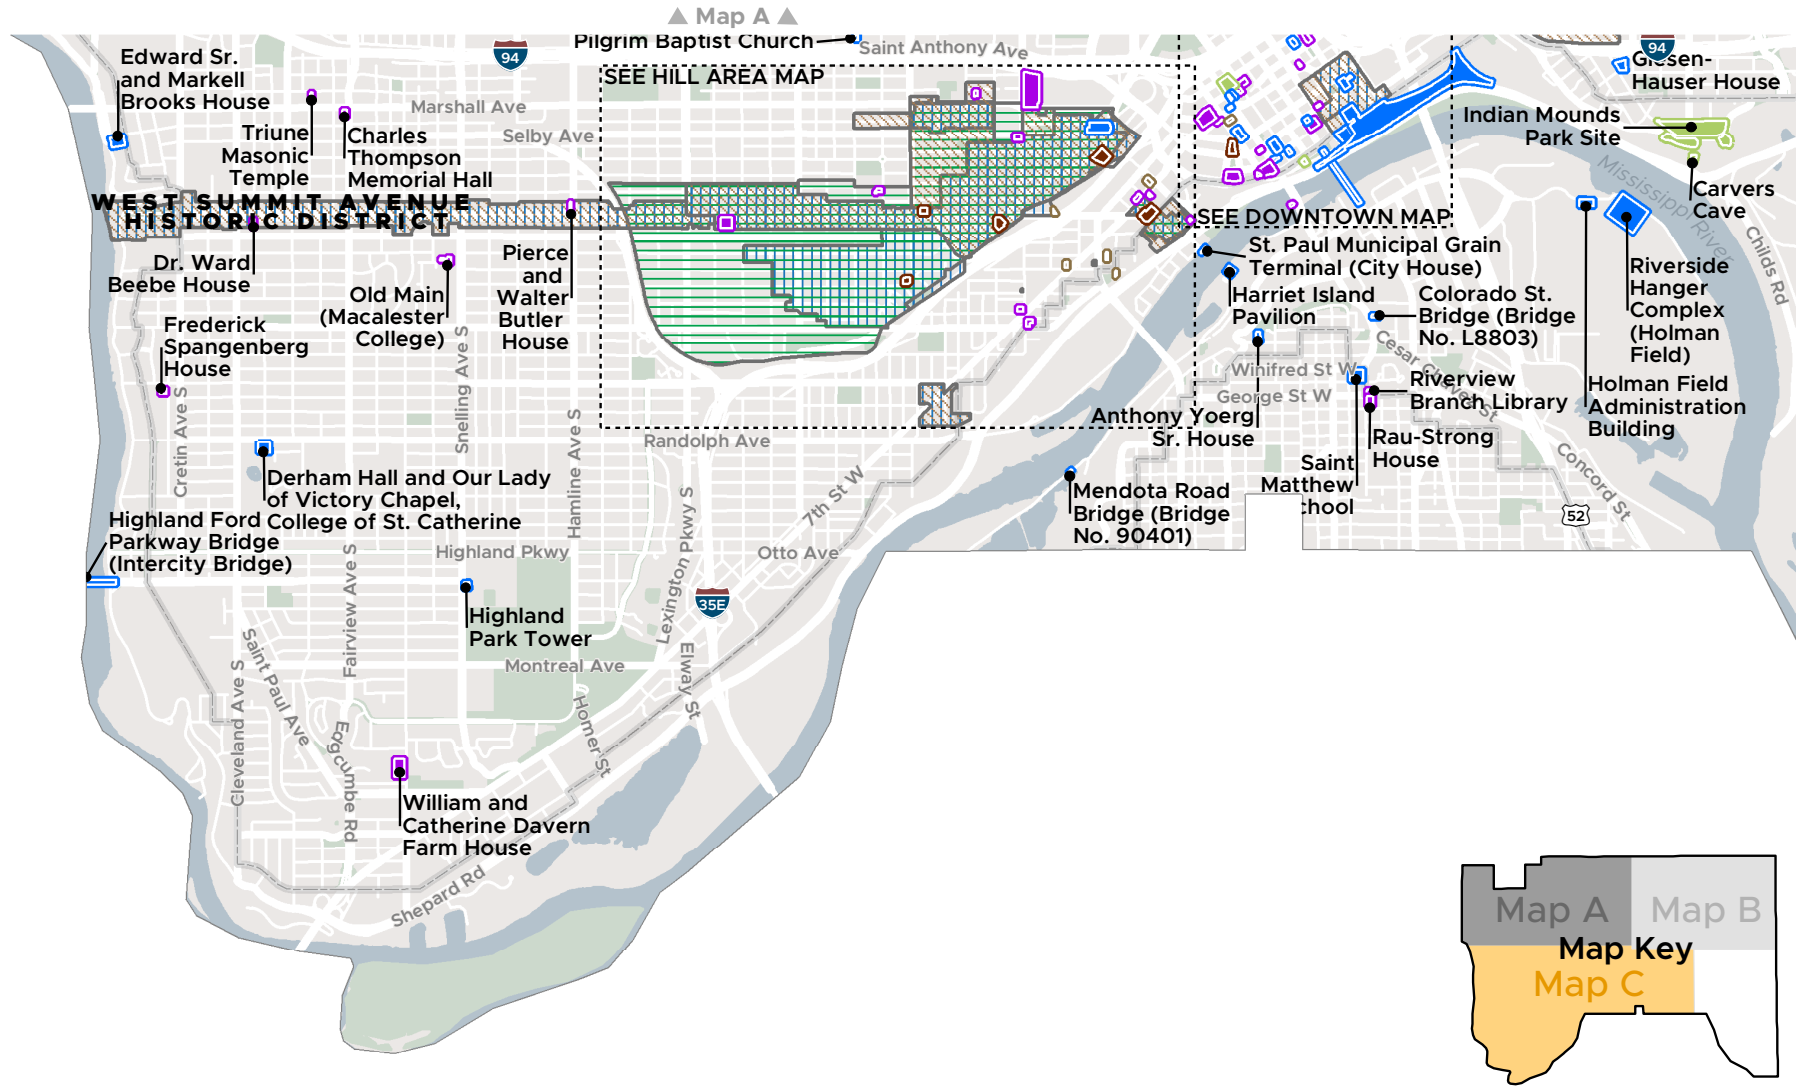 ▲ Map A ▲
Pilgrim Baptist Church
Saint Anthony Ave
94
94
Giesen-
Hauser House
Edward Sr.
and Markell
Brooks House
SEE HILL AREA MAP
Marshall Ave
Selby Ave
Triune
Masonic
Temple
Charles
Thompson
Memorial Hall
Indian Mounds
Park Site
Mississippi River
Carvers
Cave
WEST SUMMIT AVENUE
HISTORIC DISTRICT
SEE DOWNTOWN MAP
Childs Rd
Dr. Ward
Beebe House
Old Main
(Macalester
College)
Pierce
and
Walter
Butler
House
St. Paul Municipal Grain
Terminal (City House)
Harriet Island
Pavilion
Colorado St.
Bridge (Bridge
No. L8803)
Riverside
Hanger
Complex
(Holman
Field)
Frederick
Spangenberg
House
Snelling Ave S
Cretin Ave S
Hamline Ave S
Winifred St W
George St W
Cesar Chavez St
Riverview
Branch Library
Holman Field
Administration
Building
Anthony Yoerg
Sr. House
Rau-Strong
House
Saint
Matthew
chool
Concord St
52
Randolph Ave
7th St W
Mendota Road
Bridge (Bridge
No. 90401)
Derham Hall and Our Lady
of Victory Chapel,
College of St. Catherine
Highland Ford
Parkway Bridge
(Intercity Bridge)
Highland Pkwy
Lexington Pkwy S
Otto Ave
35E
Fairview Ave S
Highland
Park Tower
Montreal Ave
Elway St
Saint Paul Ave
Cleveland Ave S
Edgcumbe Rd
Homer St
William and
Catherine Davern
Farm House
Shepard Rd
Map A
Map B
Map Key
Map C